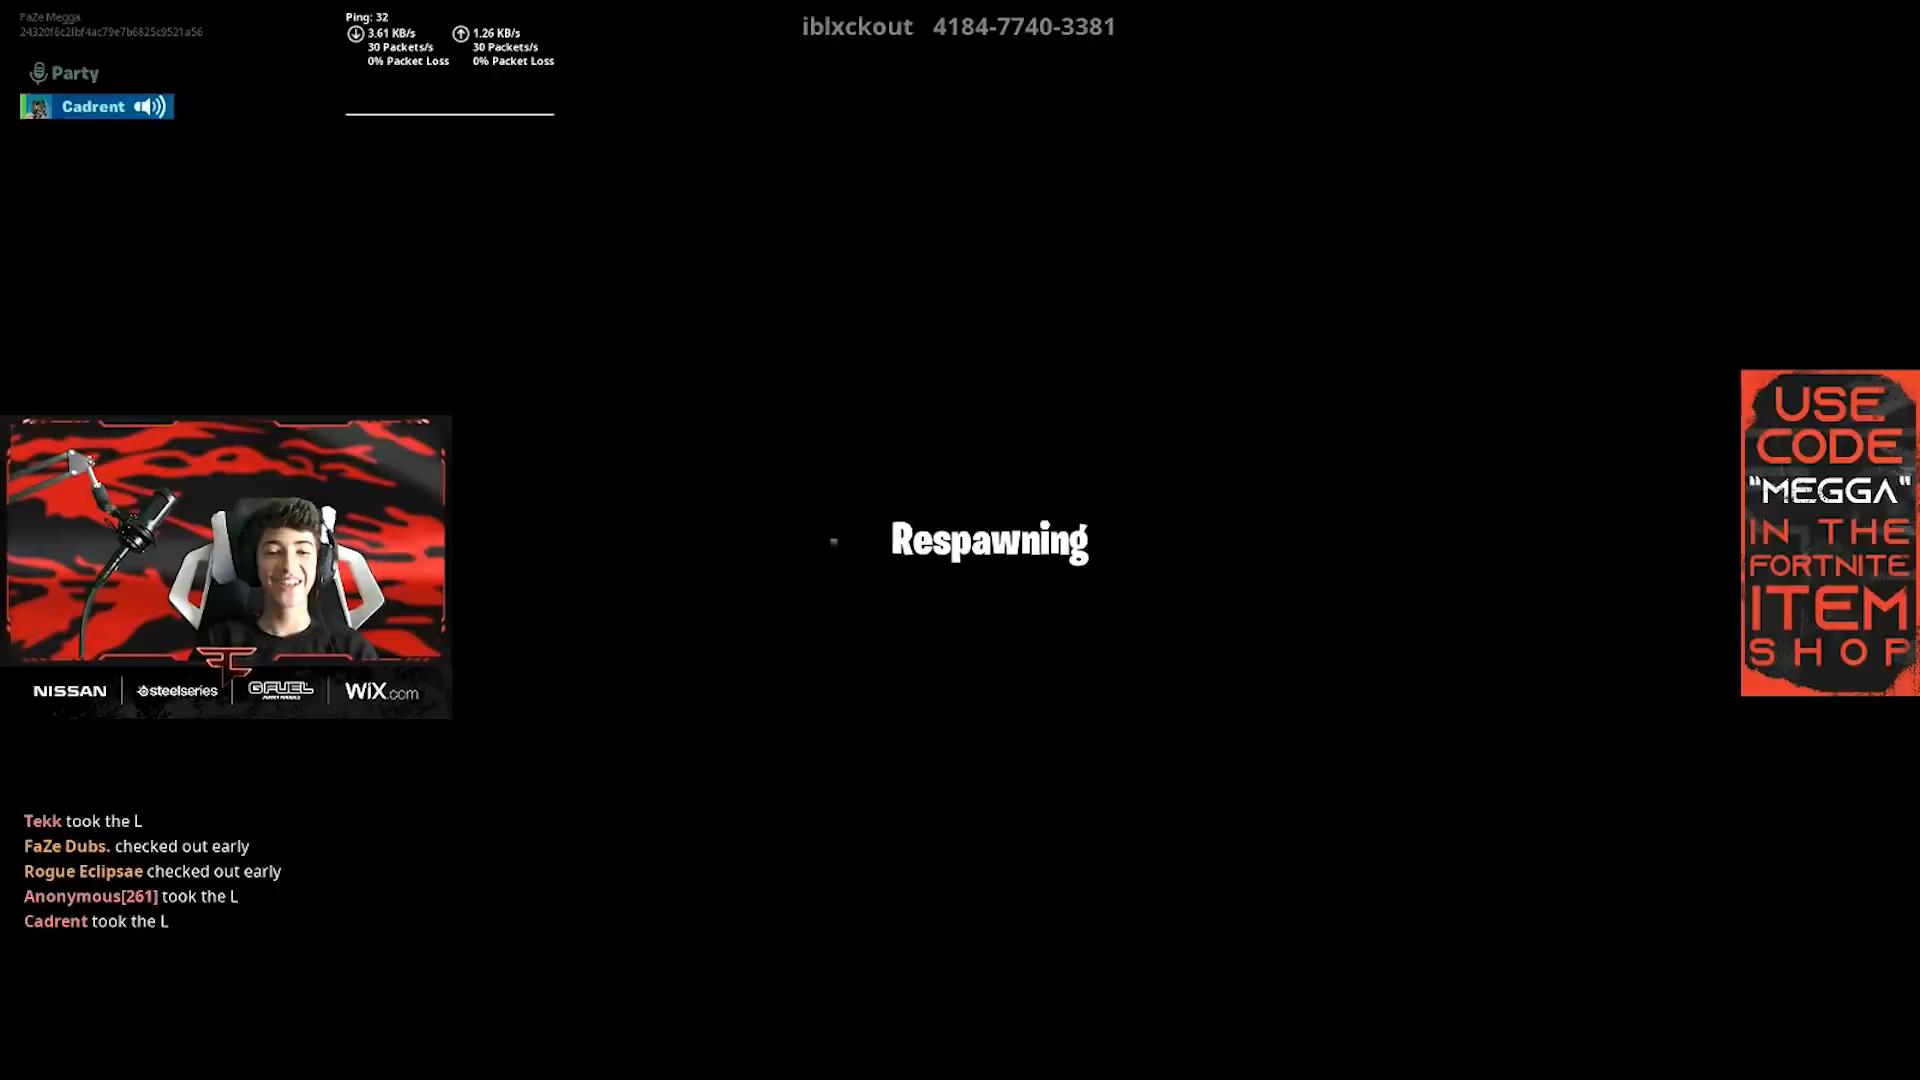 FaZe Megga.
24320f6c2fbf4ac79e7b6825c9521a56
Party
Cadrent
Ping: 32
3.61 KB/s 1.26 KB/s
30 Packets/s 30 Packets/s
0% Packet Loss 0% Packet Loss
iblxckout 4184-7740-3381
Respawning
NISSAN steelseries GFUEL WiX.com
USE
CODE
"MEGGA"
IN THE
FORTNITE
ITEM
SHOP
Tekk took the L
FaZe Dubs. checked out early
Rogue Eclipsae checked out early
Anonymous[261] took the L
Cadrent took the L